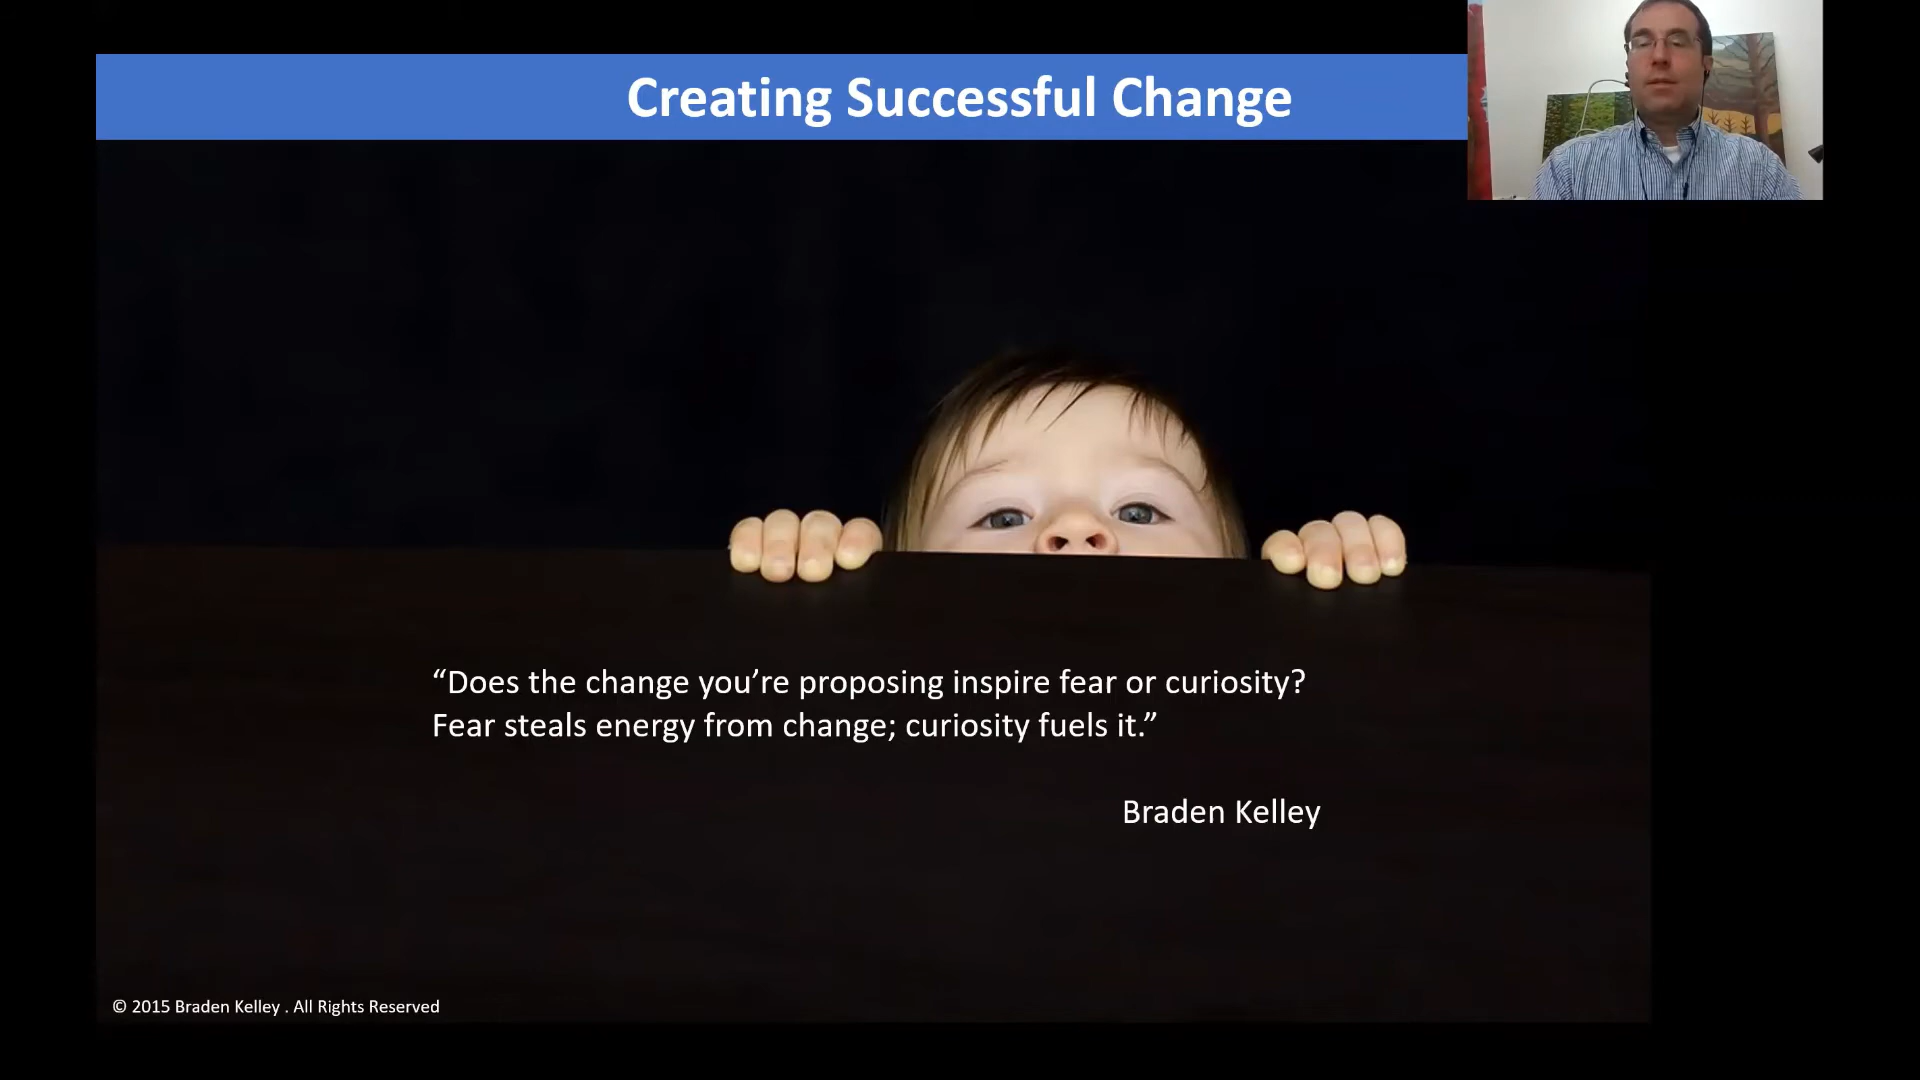 Creating Successful Change
“Does the change you’re proposing inspire fear or curiosity?
Fear steals energy from change; curiosity fuels it.”
Braden Kelley
© 2015 Braden Kelley . All Rights Reserved